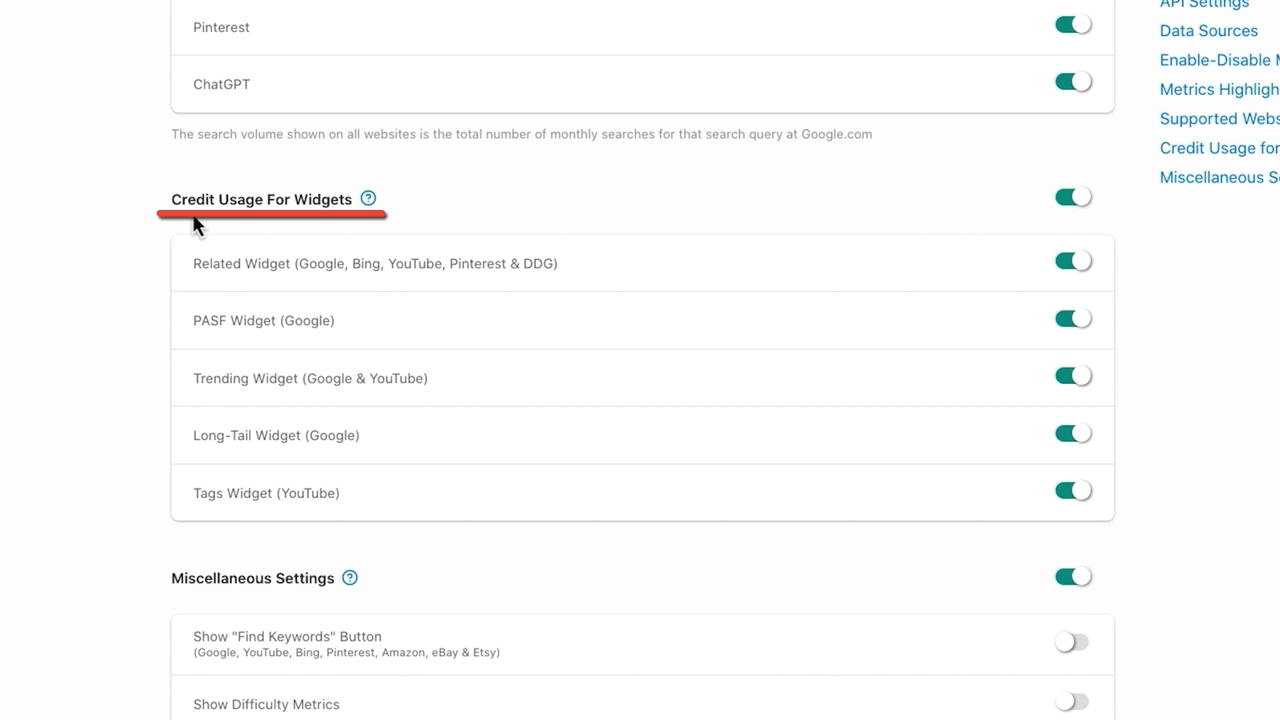 API Settings
Pinterest
Data Sources
Enable-Disable
ChatGPT
Metrics Highligh
Supported Webs
The search volume shown on all websites is the total number of monthly searches for that search query at Google.com
Credit Usage for
Miscellaneous S
Credit Usage For Widgets
Related Widget (Google, Bing, YouTube, Pinterest & DDG)
PASF Widget (Google)
Trending Widget (Google & YouTube)
Long-Tail Widget (Google)
Tags Widget (YouTube)
Miscellaneous Settings
Show "Find Keywords" Button
(Google, YouTube, Bing, Pinterest, Amazon, eBay & Etsy)
Show Difficulty Metrics